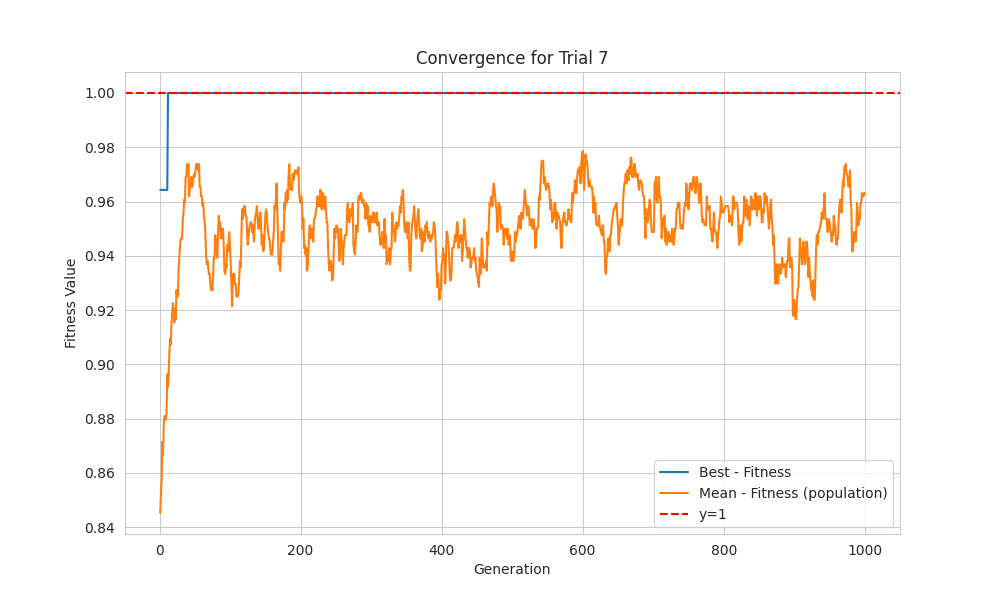 Convergence for Trial 7
Fitness Value
1.00
0.98
0.96
0.94
0.92
0.90
0.88
0.86
0.84
0
200
400
600
800
1000
Generation
Best - Fitness
Mean - Fitness (population)
y=1